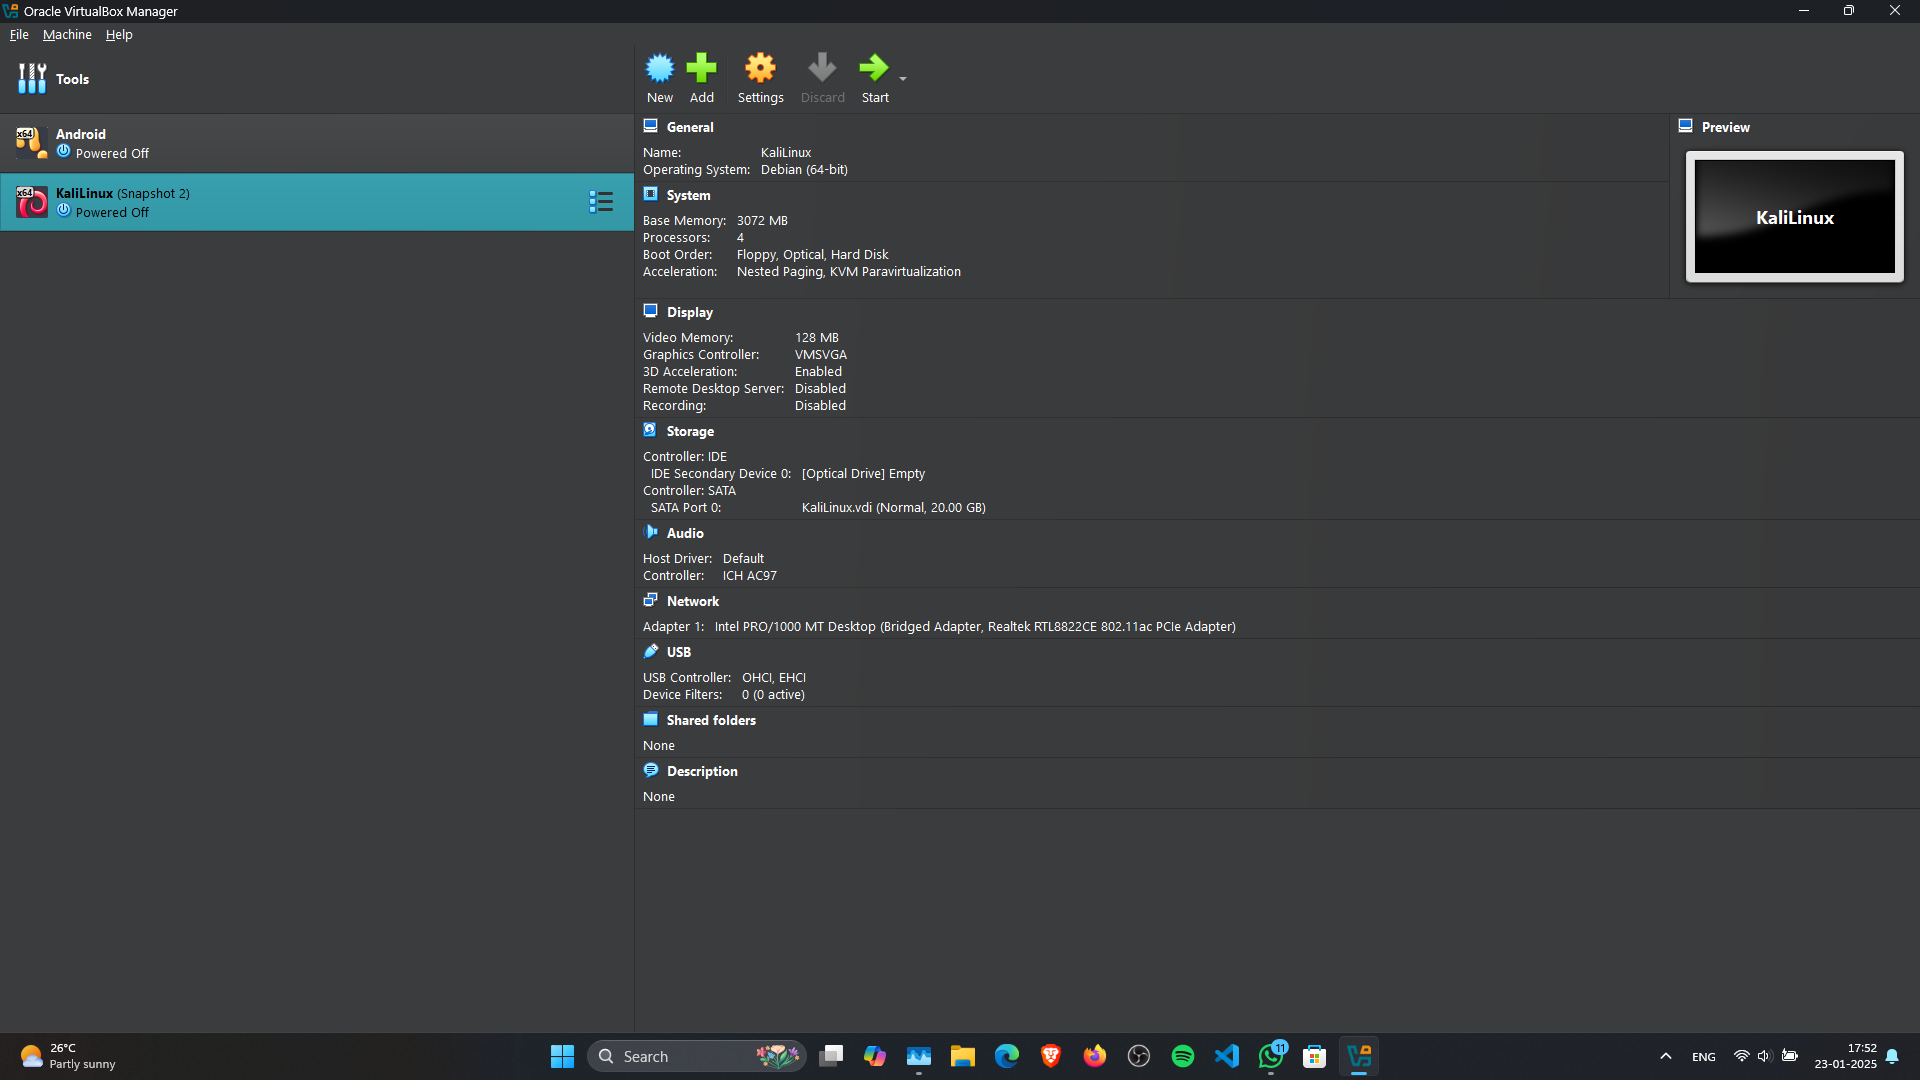 Oracle VirtualBox Manager
File Machine Help
Tools
New Add Settings Discard Start
x64 Android
Powered Off
x64 KaliLinux (Snapshot 2)
Powered Off
General
Name: KaliLinux
Operating System: Debian (64-bit)
System
Base Memory: 3072 MB
Processors: 4
Boot Order: Floppy, Optical, Hard Disk
Acceleration: Nested Paging, KVM Paravirtualization
Preview
KaliLinux
Display
Video Memory: 128 MB
Graphics Controller: VMSVGA
3D Acceleration: Enabled
Remote Desktop Server: Disabled
Recording: Disabled
Storage
Controller: IDE
IDE Secondary Device 0: [Optical Drive] Empty
Controller: SATA
SATA Port 0: KaliLinux.vdi (Normal, 20.00 GB)
Audio
Host Driver: Default
Controller: ICH AC97
Network
Adapter 1: Intel PRO/1000 MT Desktop (Bridged Adapter, Realtek RTL8822CE 802.11ac PCIe Adapter)
USB
USB Controller: OHCI, EHCI
Device Filters: 0 (0 active)
Shared folders
None
Description
None
26°C
Partly sunny
Search
11
ENG
17:52
23-01-2025